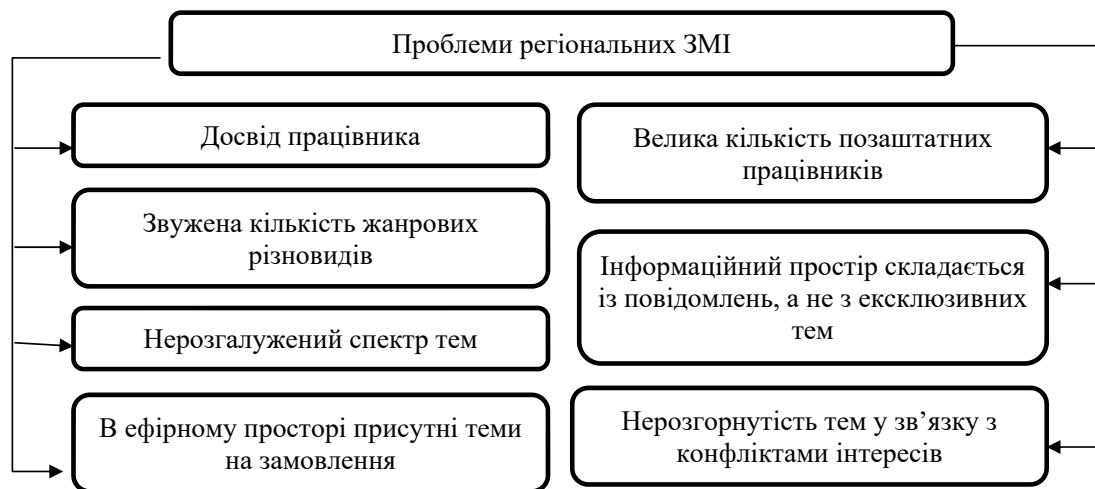 Проблеми регіональних ЗМІ
Досвід працівника
Звужена кількість жанрових
різновидів
Нерозгалужений спектр тем
В ефірному просторі присутні теми
на замовлення
Велика кількість позаштатних
працівників
Інформаційний простір складається
із повідомлень, а не з ексклюзивних
тем
Нерозгорнутість тем у зв’язку з
конфліктами інтересів